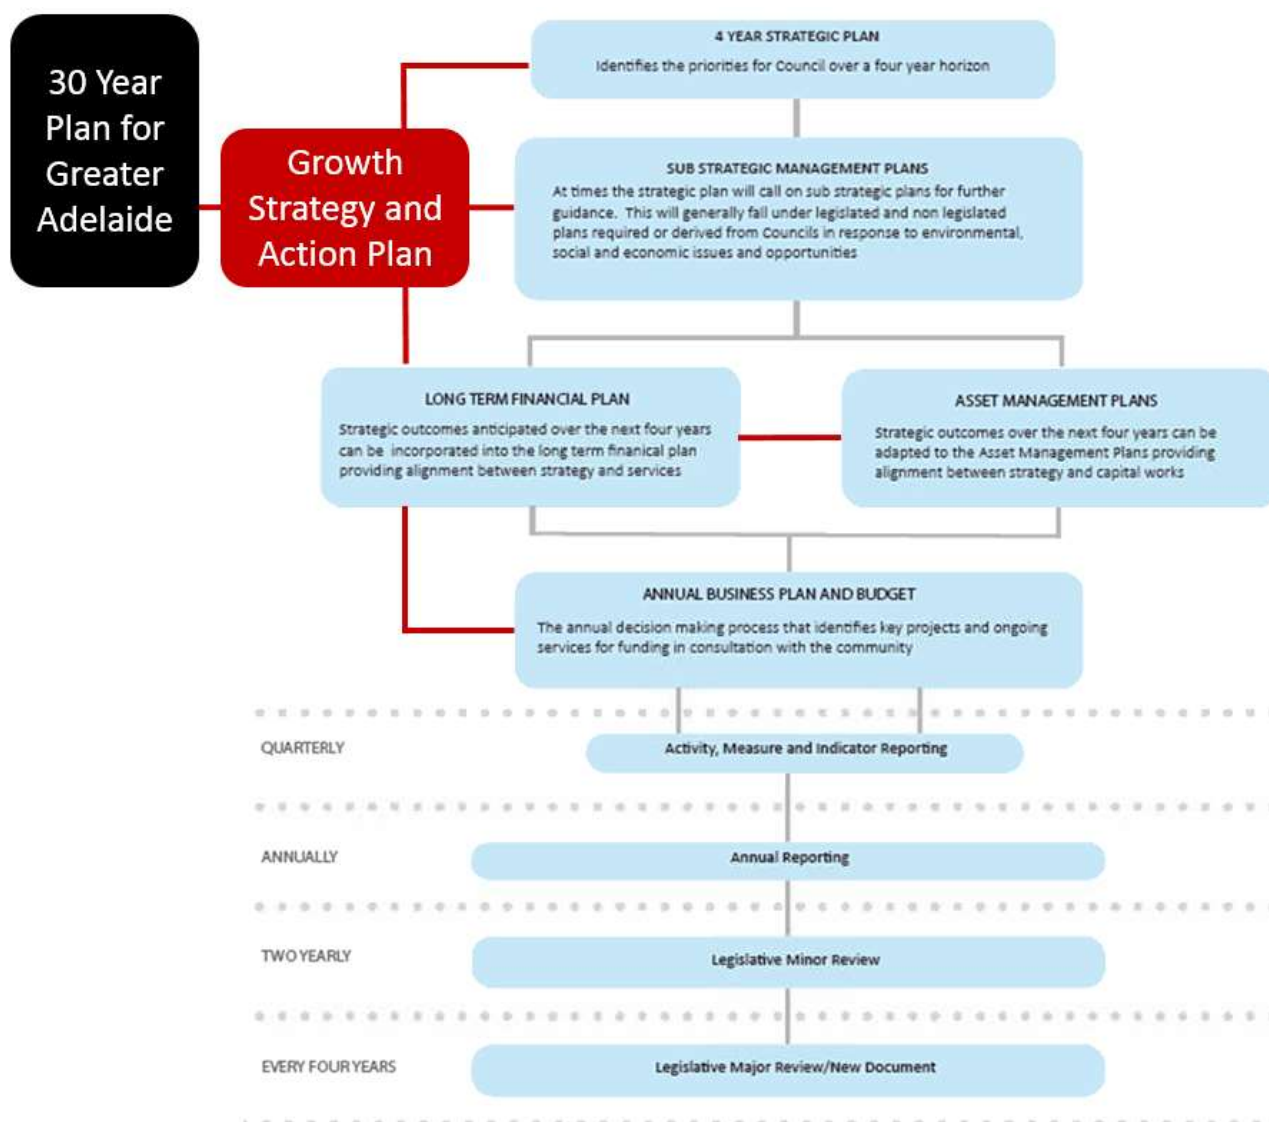 30 Year
Plan for
Greater
Adelaide
Growth
Strategy and
Action Plan
4 YEAR STRATEGIC PLAN
Identifies the priorities for Council over a four year horizon
SUB STRATEGIC MANAGEMENT PLANS
At times the strategic plan will call on sub strategic plans for further
guidance. This will generally fall under legislated and non legislated
plans required or derived from Councils in response to environmental,
social and economic issues and opportunities
LONG TERM FINANCIAL PLAN
Strategic outcomes anticipated over the next four years
can be incorporated into the long term finanical plan
providing alignment between strategy and services
ASSET MANAGEMENT PLANS
Strategic outcomes over the next four years can be
adapted to the Asset Management Plans providing
alignment between strategy and capital works
ANNUAL BUSINESS PLAN AND BUDGET
The annual decision making process that identifies key projects and ongoing
services for funding in consultation with the community
QUARTERLY
Activity, Measure and Indicator Reporting
ANNUALLY
Annual Reporting
TWO YEARLY
Legislative Minor Review
EVERY FOUR YEARS
Legislative Major Review/New Document